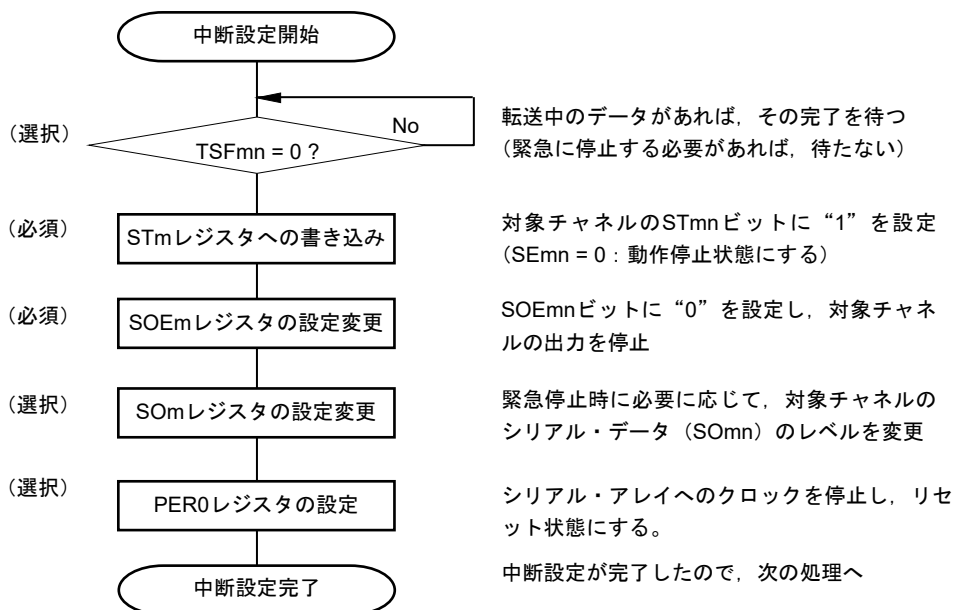 中断設定開始
（選択）
TSFmn = 0 ?
No
転送中のデータがあれば，その完了を待つ
（緊急に停止する必要があれば，待たない）
（必須）
STmレジスタへの書き込み
対象チャネルのSTmnビットに“1”を設定
（SEmn = 0：動作停止状態にする）
（必須）
SOEmレジスタの設定変更
SOEmnビットに“0”を設定し，対象チャネ
ルの出力を停止
（選択）
SOmレジスタの設定変更
緊急停止時に必要に応じて，対象チャネルの
シリアル・データ（SOmn）のレベルを変更
（選択）
PER0レジスタの設定
シリアル・アレイへのクロックを停止し，リセ
ット状態にする。
中断設定完了
中断設定が完了したので，次の処理へ